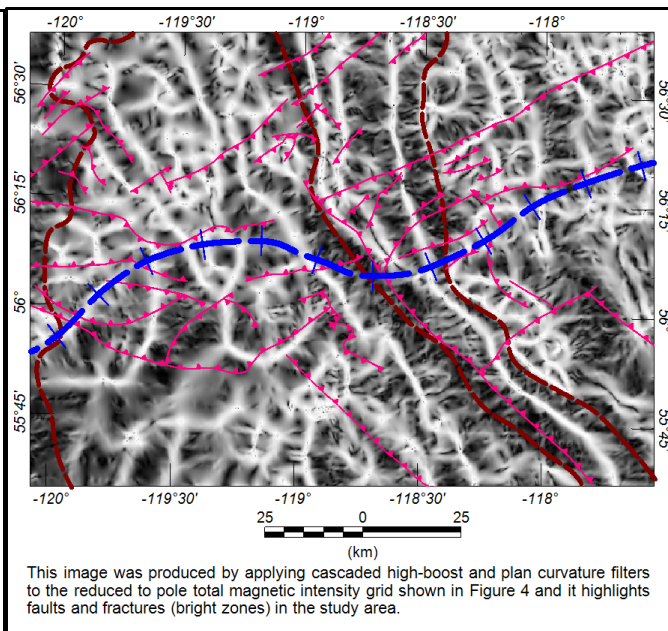 -120° -119°30' -119° -118°30' -118°
56°30' 56°30'
56°15' 56°15'
56° 56°
55°45' 55°45'
-120° -119°30' -119° -118°30' -118°
25 0 25
(km)
This image was produced by applying cascaded high-boost and plan curvature filters
to the reduced to pole total magnetic intensity grid shown in Figure 4 and it highlights
faults and fractures (bright zones) in the study area.